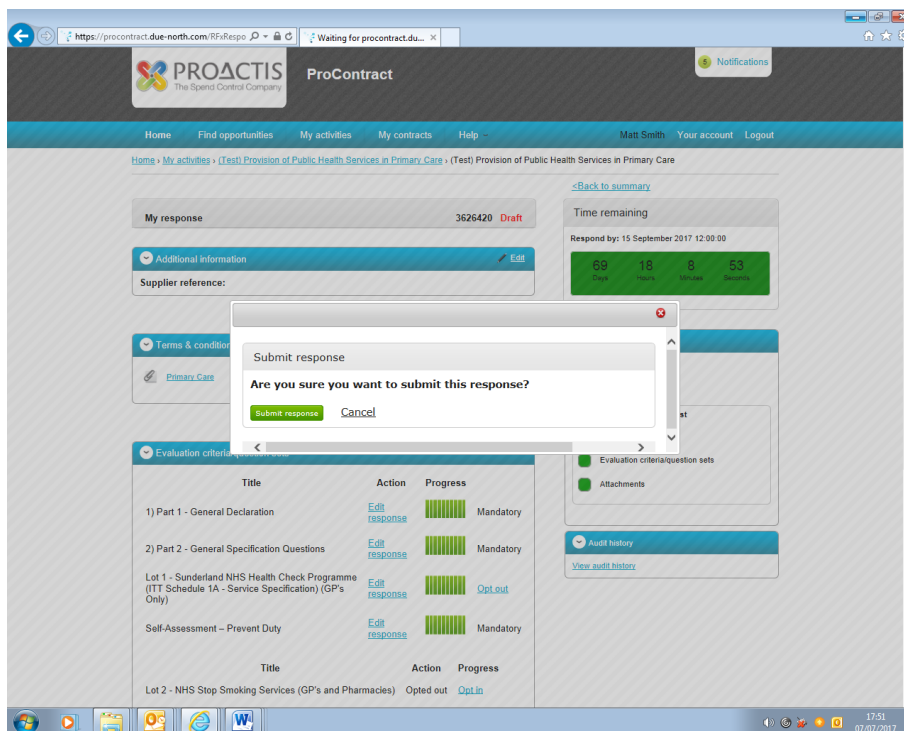 https://procontract.due-north.com/RFxRespo
Waiting for procontract.du...
PROACTIS
The Spend Control Company
ProContract
5 Notifications
Home Find opportunities My activities My contracts Help
Matt Smith Your account Logout
Home › My activities › (Test) Provision of Public Health Services in Primary Care › (Test) Provision of Public Health Services in Primary Care
<Back to summary
My response 3626420 Draft
Time remaining
Respond by: 15 September 2017 12:00:00
69 18 8 53
Days Hours Minutes Seconds
Additional information Edit
Supplier reference:
Terms & condition
Primary Care
Submit response
Are you sure you want to submit this response?
Submit response Cancel
st
Evaluation criteria/question sets
Attachments
Evaluation criteria/question sets
Title Action Progress
1) Part 1 - General Declaration Edit response Mandatory
2) Part 2 - General Specification Questions Edit response Mandatory
Lot 1 - Sunderland NHS Health Check Programme
(ITT Schedule 1A - Service Specification) (GP's
Only)
Edit response Opt out
Self-Assessment – Prevent Duty Edit response Mandatory
Title Action Progress
Lot 2 - NHS Stop Smoking Services (GP's and Pharmacies) Opted out Opt in
Audit history
View audit history
17:51
07/07/2017